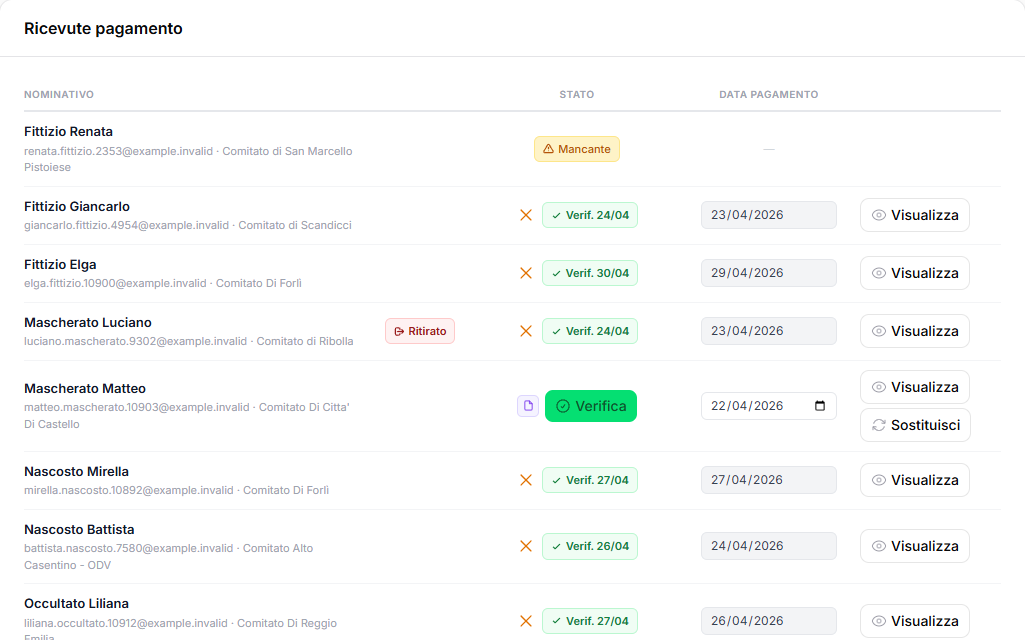 Ricevute pagamento
NOMINATIVO STATO DATA PAGAMENTO
Fittizio Renata
renata.fittizio.2353@example.invalid · Comitato di San Marcello
Pistoiese
Mancante —
Fittizio Giancarlo
giancarlo.fittizio.4954@example.invalid · Comitato di Scandicci
Verif. 24/04 23/04/2026 Visualizza
Fittizio Elga
elga.fittizio.10900@example.invalid · Comitato Di Forlì
Verif. 30/04 29/04/2026 Visualizza
Mascherato Luciano
luciano.mascherato.9302@example.invalid · Comitato di Ribolla
Ritirato Verif. 24/04 23/04/2026 Visualizza
Mascherato Matteo
matteo.mascherato.10903@example.invalid · Comitato Di Citta'
Di Castello
Verifica 22/04/2026 Visualizza
Sostituisci
Nascosto Mirella
mirella.nascosto.10892@example.invalid · Comitato Di Forlì
Verif. 27/04 27/04/2026 Visualizza
Nascosto Battista
battista.nascosto.7580@example.invalid · Comitato Alto
Casentino - ODV
Verif. 26/04 24/04/2026 Visualizza
Occultato Liliana
liliana.occultato.10912@example.invalid · Comitato Di Reggio
Emilia
Verif. 27/04 26/04/2026 Visualizza